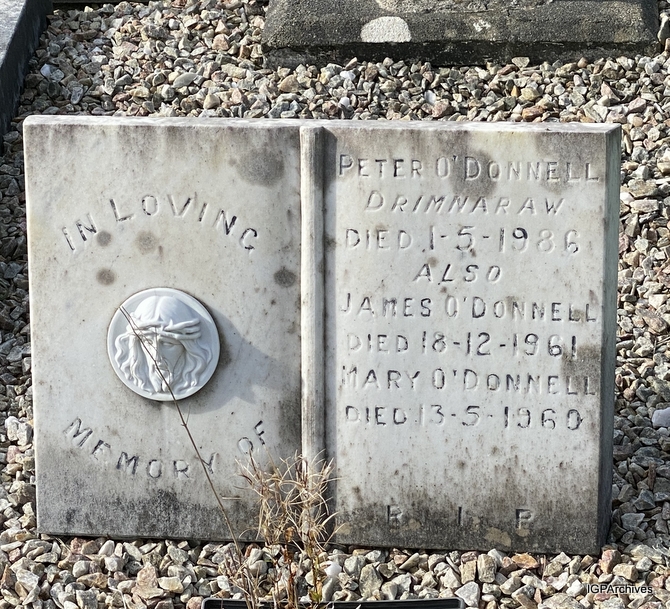 IN LOVING
MEMORY OF
PETER O'DONNELL
DRIMNARAW
DIED 1-5-1986
ALSO
JAMES O'DONNELL
DIED 18-12-1961
MARY O'DONNELL
DIED 13-5-1960
R I P
IGPArchives